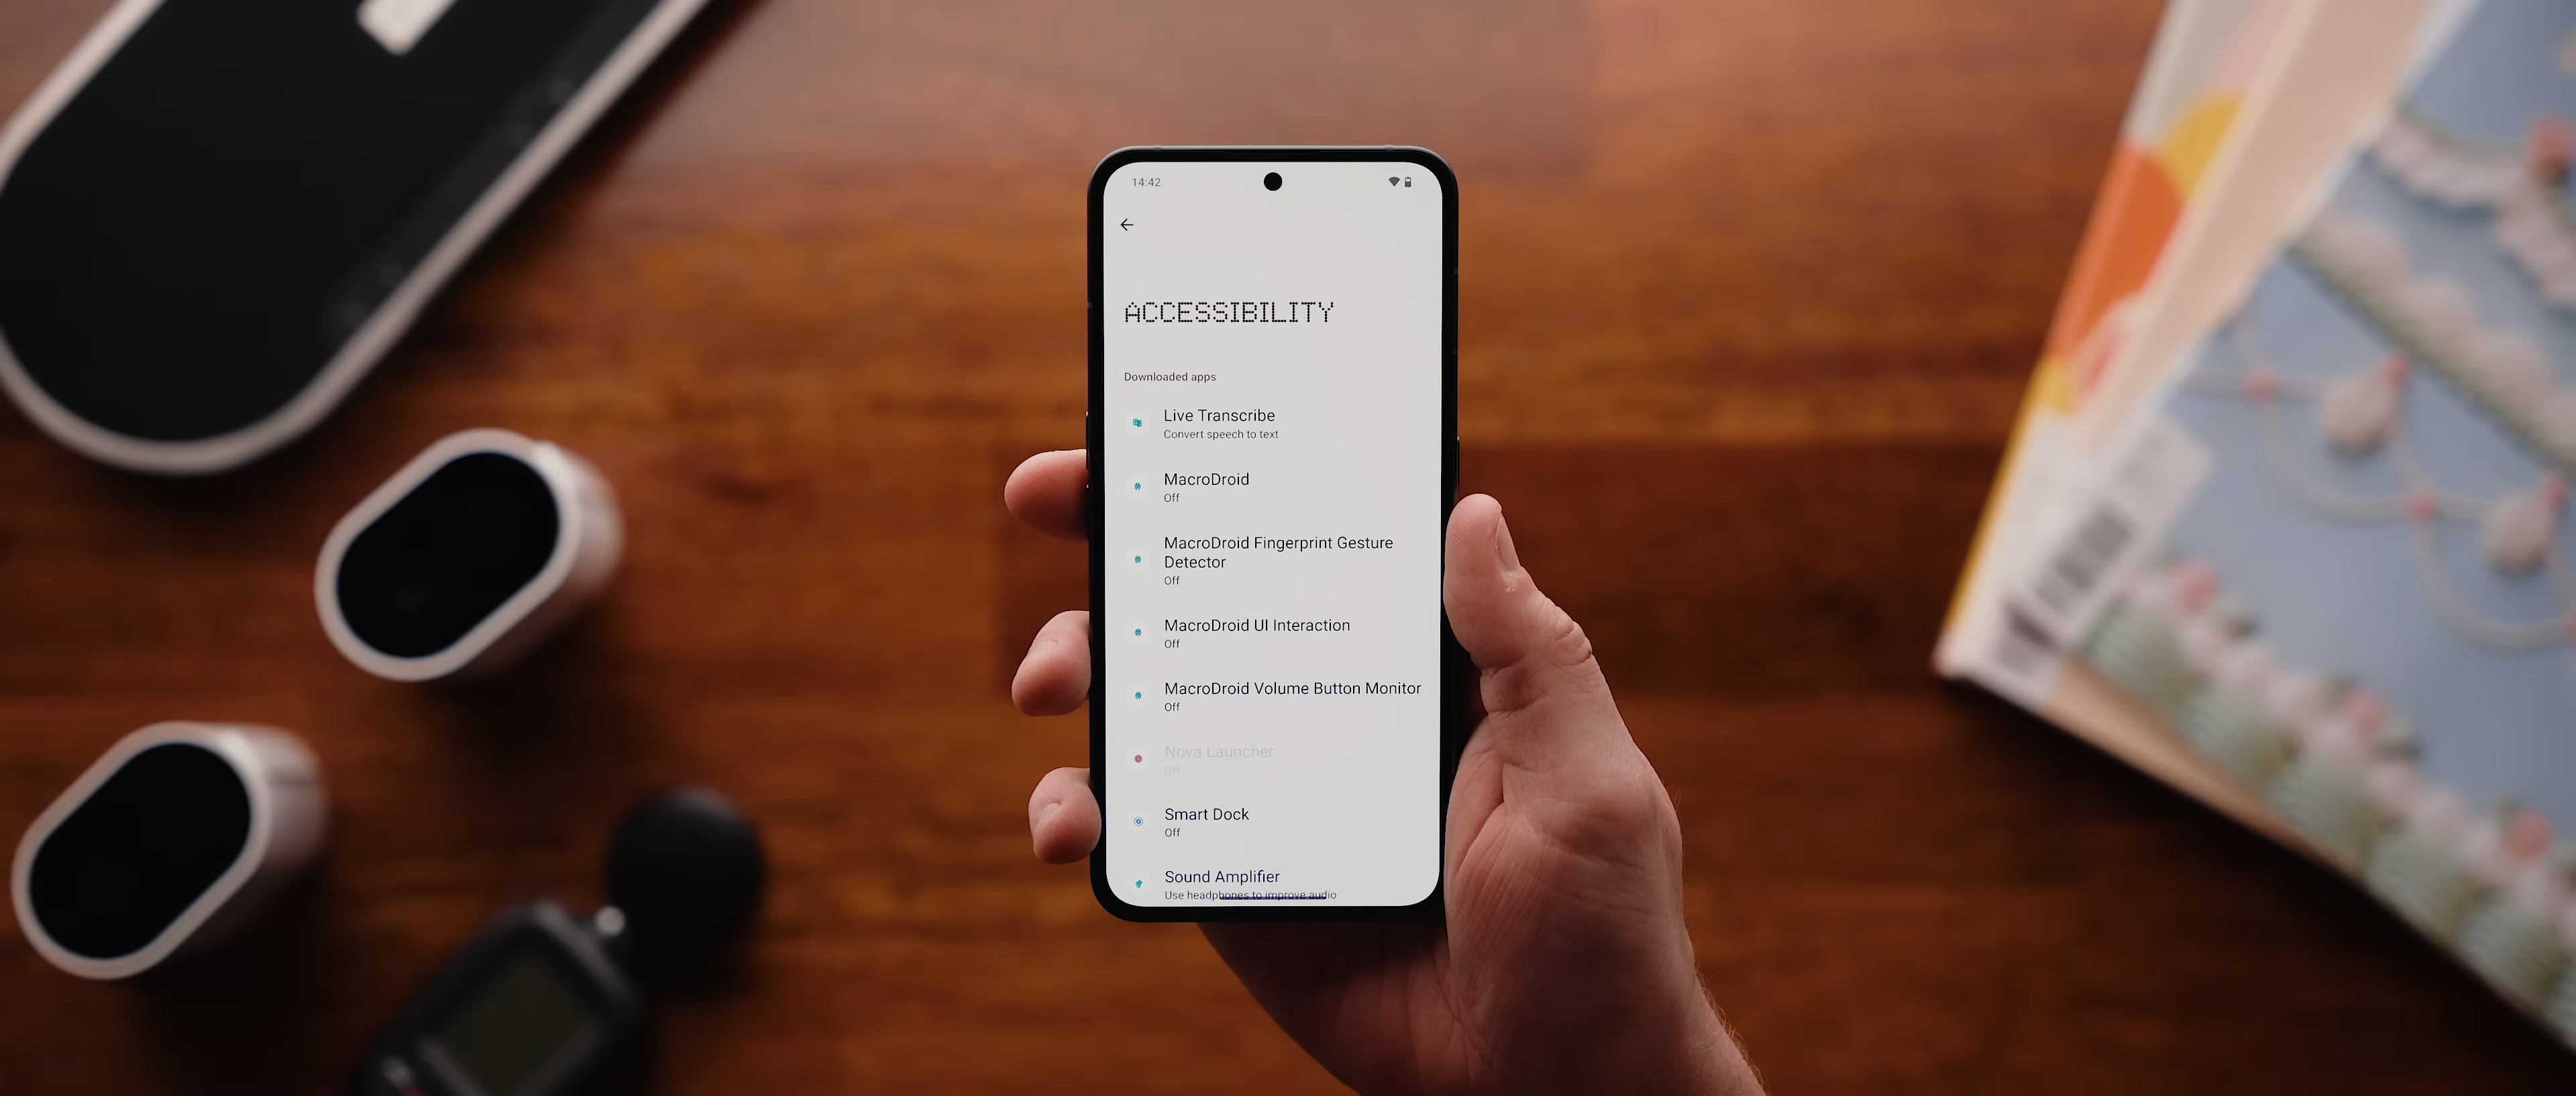 14:42
ACCESSIBILITY
Downloaded apps
Live Transcribe
Convert speech to text
MacroDroid
Off
MacroDroid Fingerprint Gesture
Detector
Off
MacroDroid UI Interaction
Off
MacroDroid Volume Button Monitor
Off
Nova Launcher
Off
Smart Dock
Off
Sound Amplifier
Use headphones to improve audio